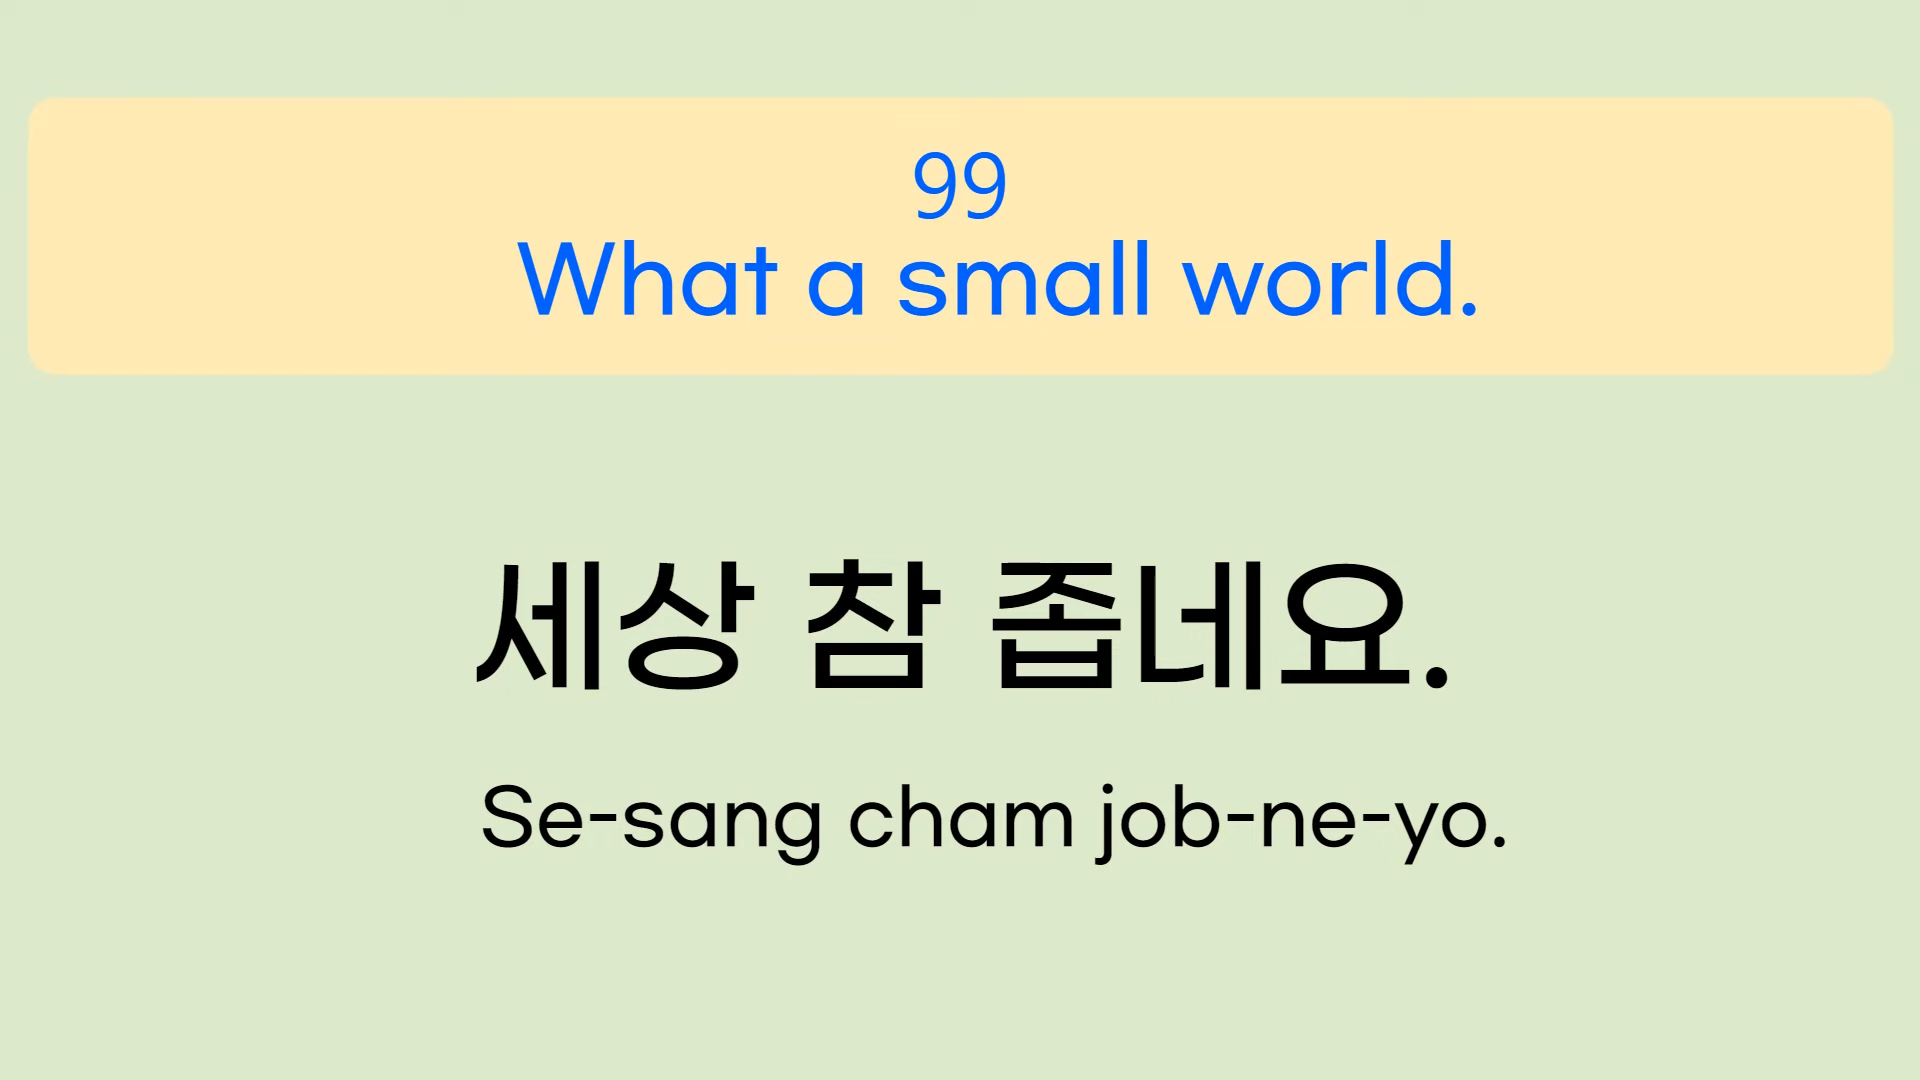 99
What a small world.
세상 참 좁네요.
Se-sang cham job-ne-yo.